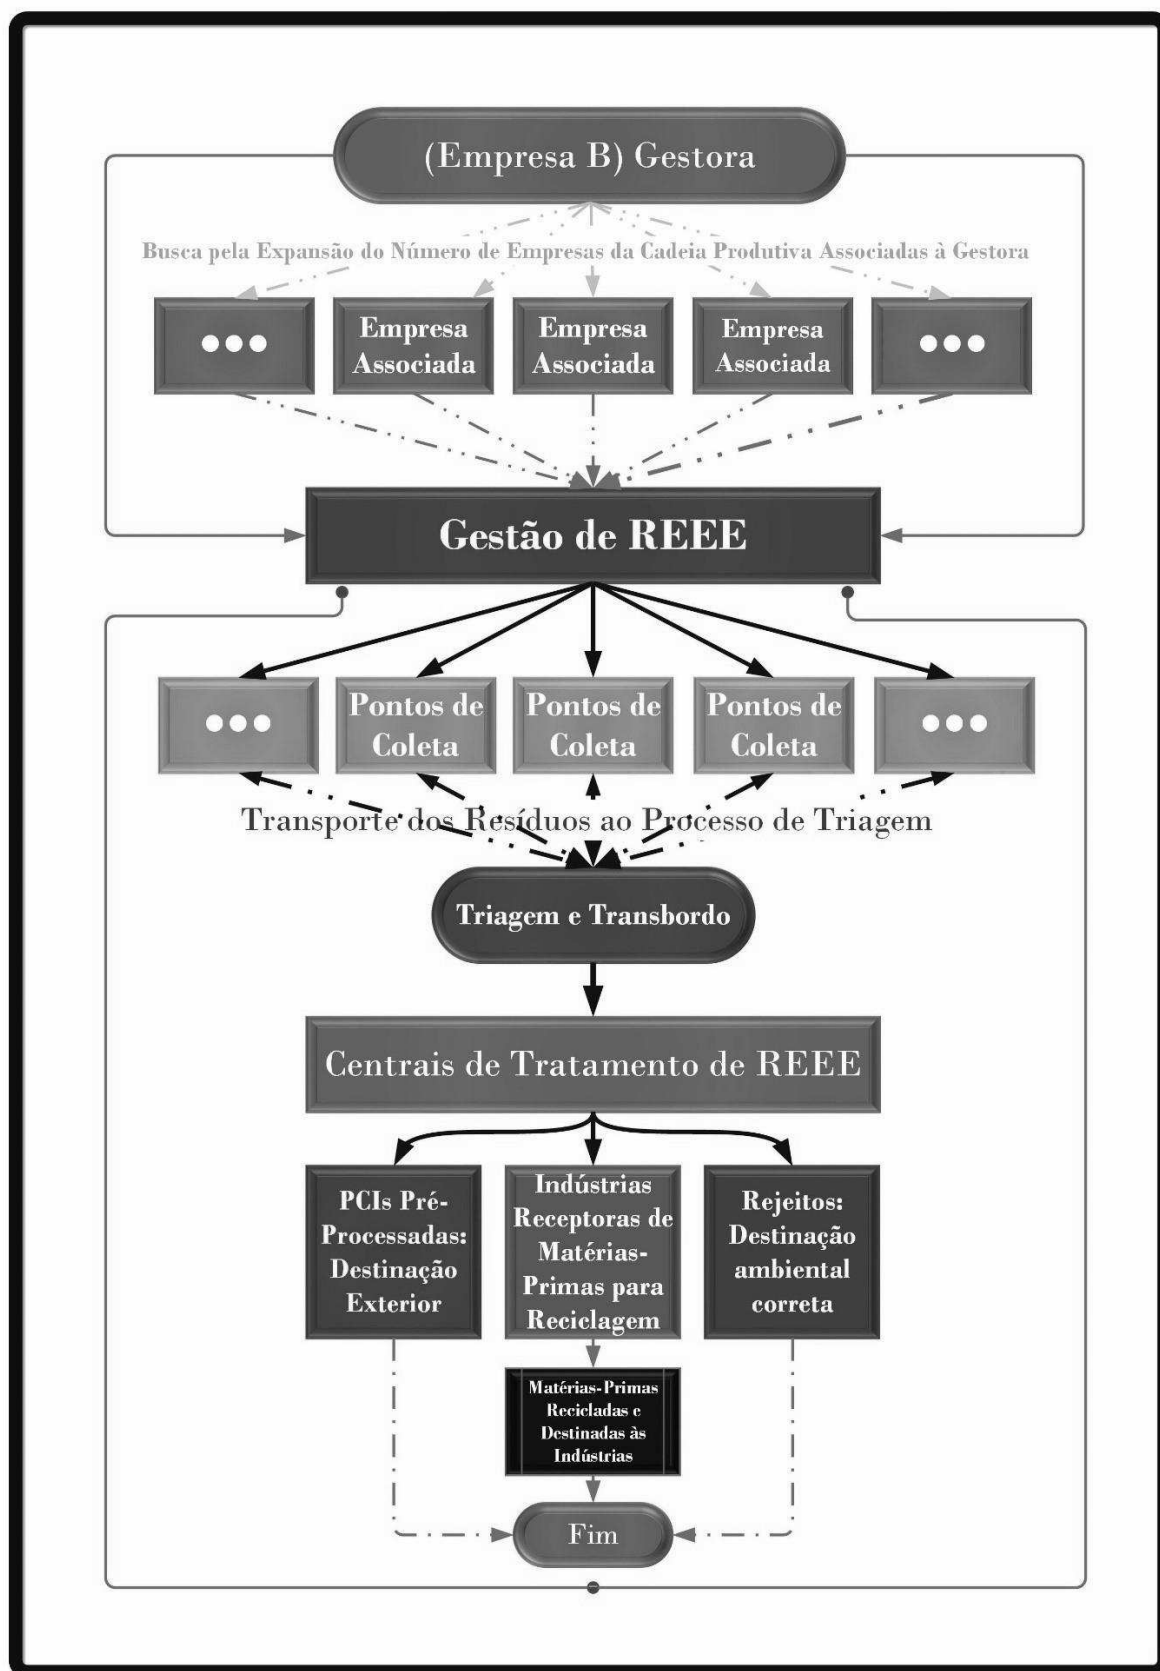 (Empresa B) Gestora
Busca pela Expansão do Número de Empresas da Cadeia Produtiva Associadas à Gestora
Empresa
Associada
Empresa
Associada
Empresa
Associada
Gestão de REEE
Pontos de
Coleta
Pontos de
Coleta
Pontos de
Coleta
Transporte dos Resíduos ao Processo de Triagem
Triagem e Transbordo
Centrais de Tratamento de REEE
PCIs Pré-
Processadas:
Destinação
Exterior
Indústrias
Receptoras de
Matérias-
Primas para
Reciclagem
Rejeitos:
Destinação
ambiental
correta
Matérias-Primas
Recicladas e
Destinadas às
Indústrias
Fim